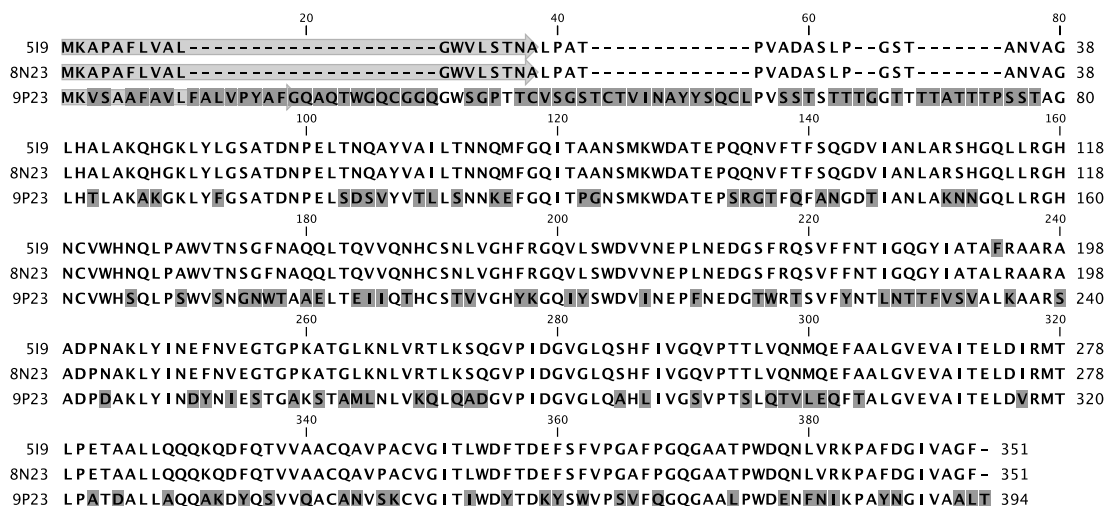 20 40 60 80
5I9 MKAPAFLVAL--------------------GWVLSTNALPAT-------------PVADASLP--GST-------ANVAG 38
8N23 MKAPAFLVAL--------------------GWVLSTNALPAT-------------PVADASLP--GST-------ANVAG 38
9P23 MKVSAAFAVLFALVPYAFGQAQTWGQCGGQGWSGPTTCVSGSTCTVINAYYSQCLPVSSTSTTTGGTTTTATTTPSSTAG 80
100 120 140 160
5I9 LHALAKQHGKLYLGSATDNPELTNQAYVAILTNNQMFGQITAANSMKWDATEPQQNVFTFSQGDVIANLARSHGQLLRGH 118
8N23 LHALAKQHGKLYLGSATDNPELTNQAYVAILTNNQMFGQITAANSMKWDATEPQQNVFTFSQGDVIANLARSHGQLLRGH 118
9P23 LHTLAKAKGKLYFGSATDNPELSDSVYVTLLSNNKEFGQITPGNSMKWDATEPSRGTFQFANGDTIANLAKNNGQLLRGH 160
180 200 220 240
5I9 NCVWHNQLPAWVTNSGFNAQQLTQVVQNHCSNLVGHFRGQVLSWDVVNEPLNEDGSFRQSVFFNTIGQGYIATAFRAARA 198
8N23 NCVWHNQLPAWVTNSGFNAQQLTQVVQNHCSNLVGHFRGQVLSWDVVNEPLNEDGSFRQSVFFNTIGQGYIATALRAARA 198
9P23 NCVWHSQLPSWVSNGNWTAAELTEIIQTHCSTVVGHYKGQIYSWDVINEPFNEDGTWRTSVFYNTLNTTFVSVALKAARS 240
260 280 300 320
5I9 ADPNAKLYINEFNVEGTGPKATGLKNLVRTLKSQGVPIDGVGLQSHFIVGQVPTTLVQNMQEFAALGVEVAITELDIRMT 278
8N23 ADPNAKLYINEFNVEGTGPKATGLKNLVRTLKSQGVPIDGVGLQSHFIVGQVPTTLVQNMQEFAALGVEVAITELDIRMT 278
9P23 ADPDAKLYINDYNIESTGAKSTAMLNLVKQLQADGVPIDGVGLQAHLIVGSVPTSLQTVLEQFTALGVEVAITELDVRMT 320
340 360 380
5I9 LPETAALLQQQKQDFQTVVAACQAVPACVGITLWDFTDEFSFVPGAFPGQGAATPWDQNLVRKPAFDGIVAGF- 351
8N23 LPETAALLQQQKQDFQTVVAACQAVPACVGITLWDFTDEFSFVPGAFPGQGAATPWDQNLVRKPAFDGIVAGF- 351
9P23 LPATDALLAQQAKDYQSVVQACANVSKCVGITIWDYTDKYSWVPSVFQGQGAALPWDENFNIKPAYNGIVAALT 394